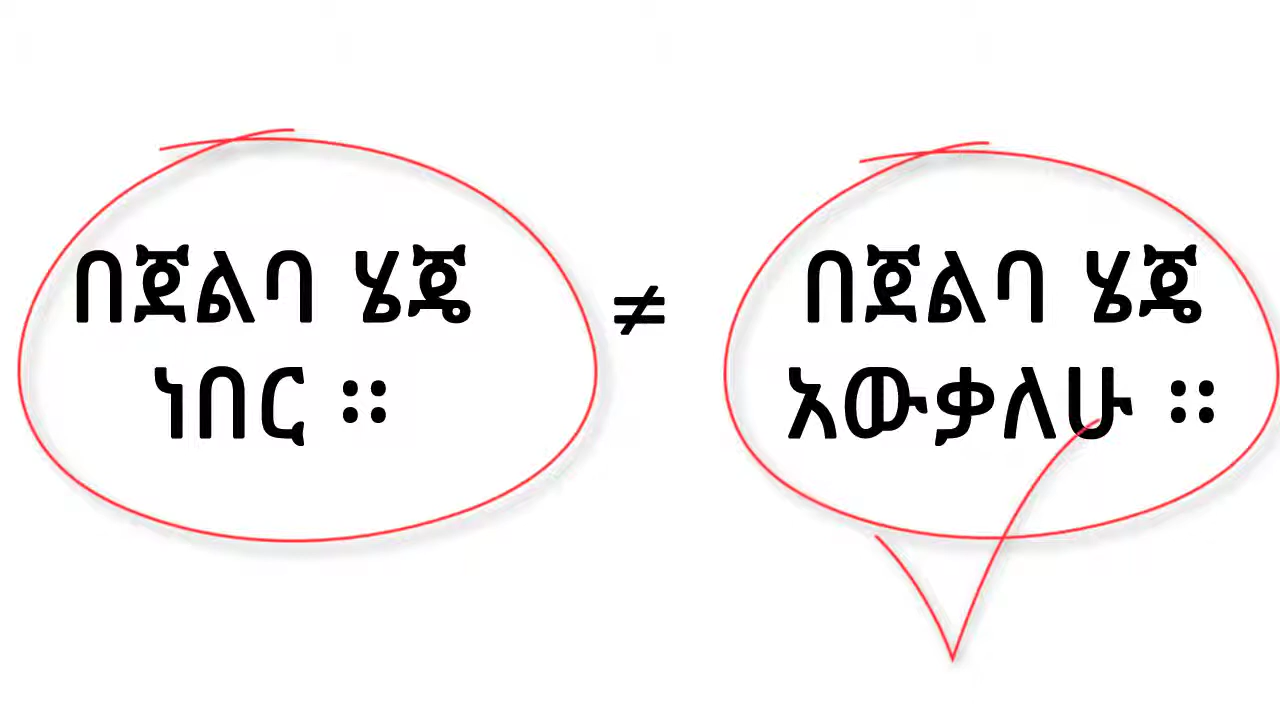 በጀልባ ሄጄ
ነበር ።
≠
በጀልባ ሄጄ
አውቃለሁ ።